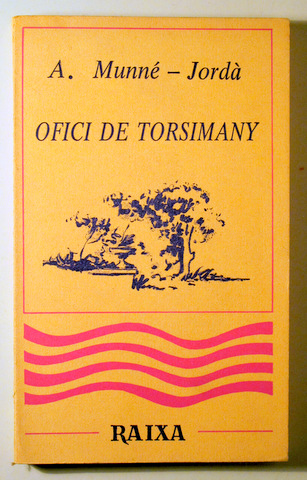 A. Munné – Jordà
OFICI DE TORSIMANY
RAIXA